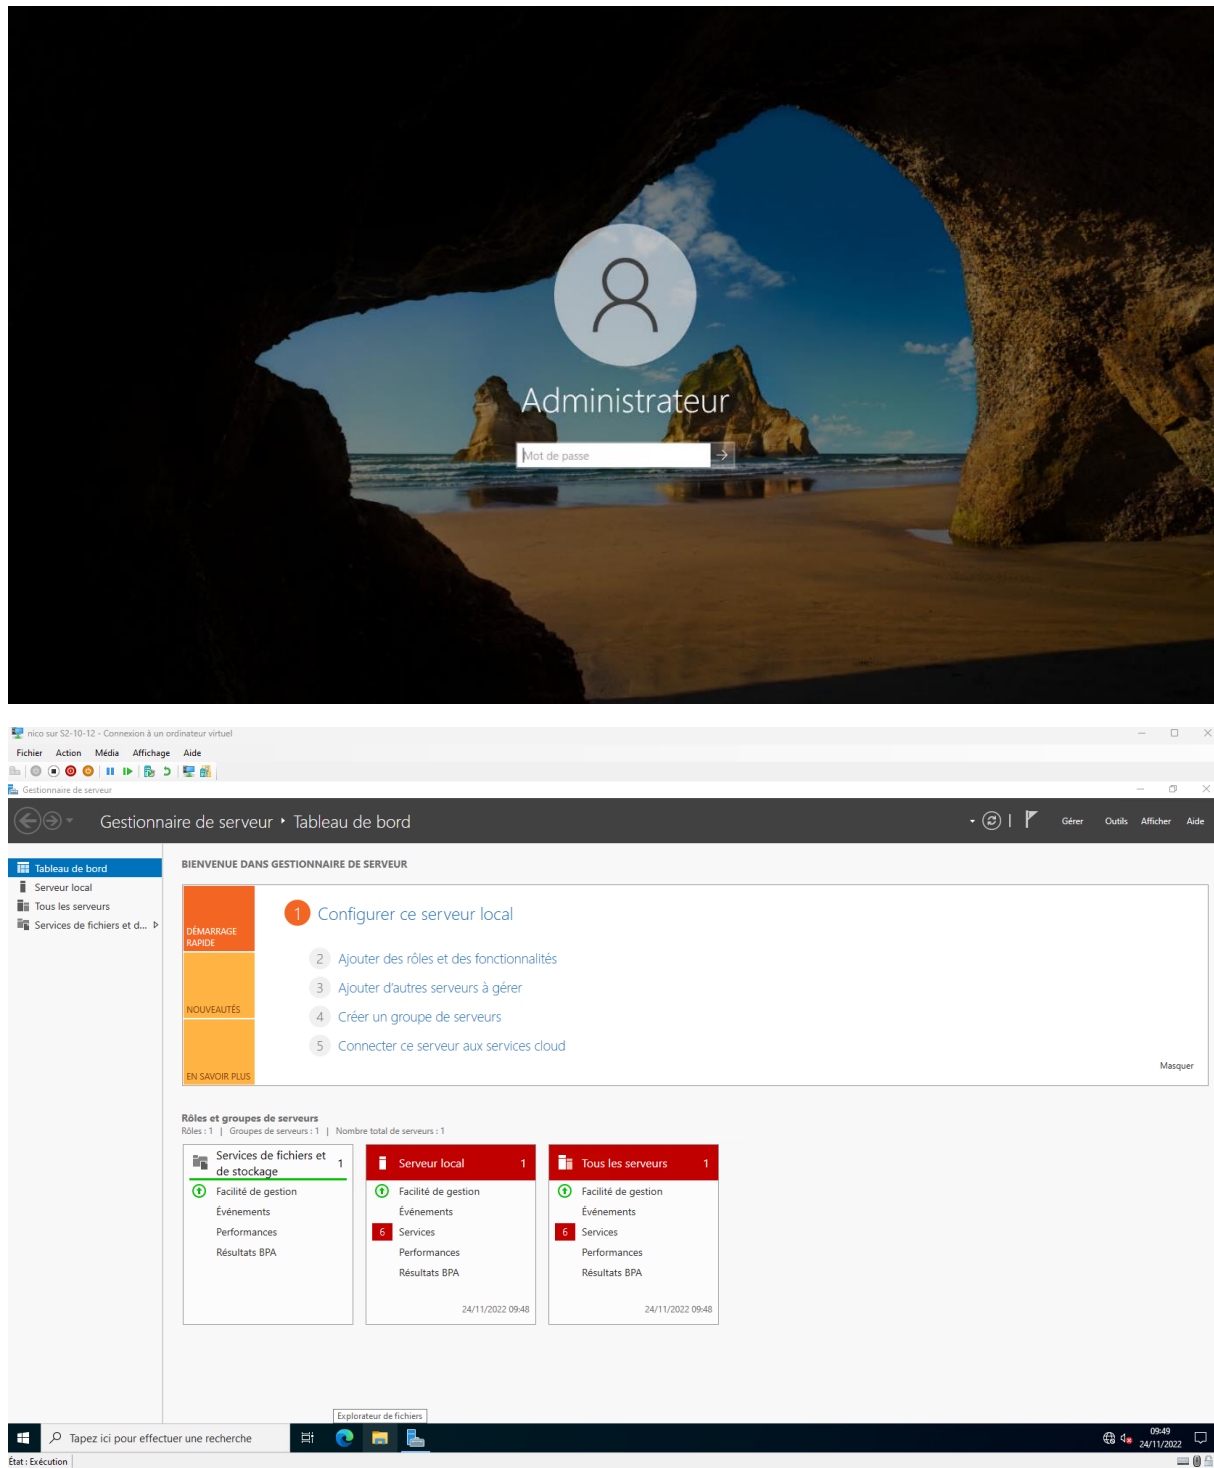 Administrateur
Mot de passe
nico sur S2-10-12 - Connexion à un ordinateur virtuel
Fichier Action Média Affichage Aide
Gestionnaire de serveur
Gestionnaire de serveur ‣ Tableau de bord
Gérer Outils Afficher Aide
Tableau de bord
Serveur local
Tous les serveurs
Services de fichiers et d...
BIENVENUE DANS GESTIONNAIRE DE SERVEUR
DÉMARRAGE
RAPIDE
NOUVEAUTÉS
EN SAVOIR PLUS
1 Configurer ce serveur local
2 Ajouter des rôles et des fonctionnalités
3 Ajouter d'autres serveurs à gérer
4 Créer un groupe de serveurs
5 Connecter ce serveur aux services cloud
Masquer
Rôles et groupes de serveurs
Rôles : 1 | Groupes de serveurs : 1 | Nombre total de serveurs : 1
Services de fichiers et
de stockage
1
Facilité de gestion
Événements
Performances
Résultats BPA
Serveur local 1
Facilité de gestion
Événements
6 Services
Performances
Résultats BPA
24/11/2022 09:48
Tous les serveurs 1
Facilité de gestion
Événements
6 Services
Performances
Résultats BPA
24/11/2022 09:48
Explorateur de fichiers
Tapez ici pour effectuer une recherche
09:49
24/11/2022
État : Exécution